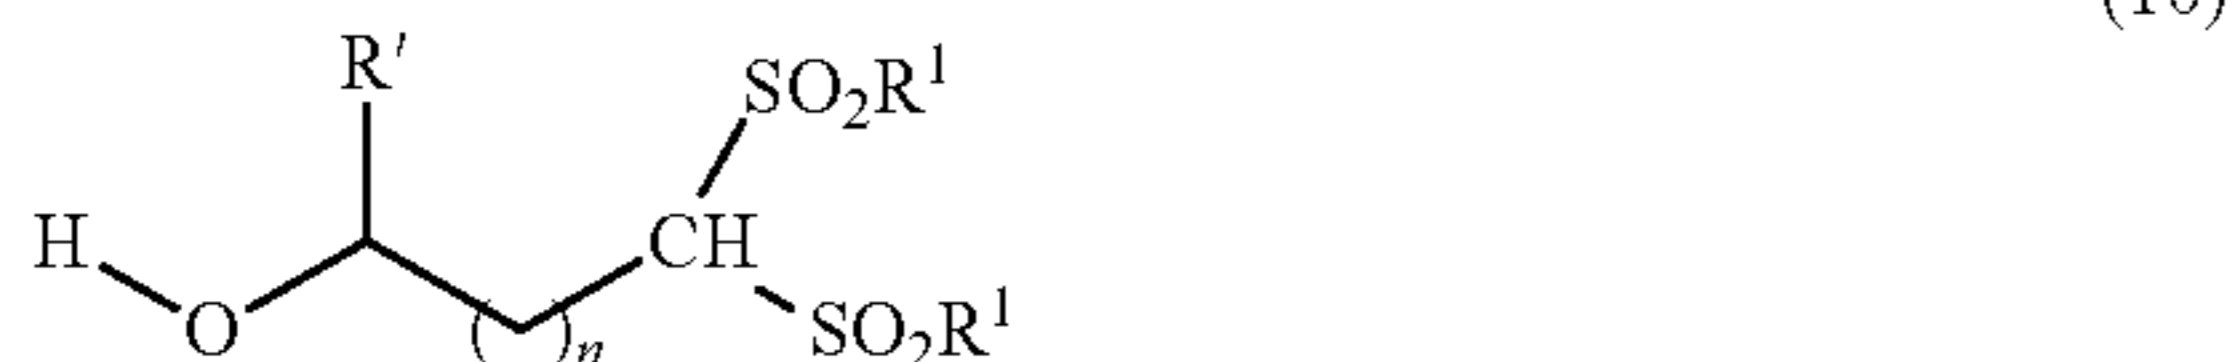 R′
SO₂R¹
H
CH
O
( )ₙ
SO₂R¹